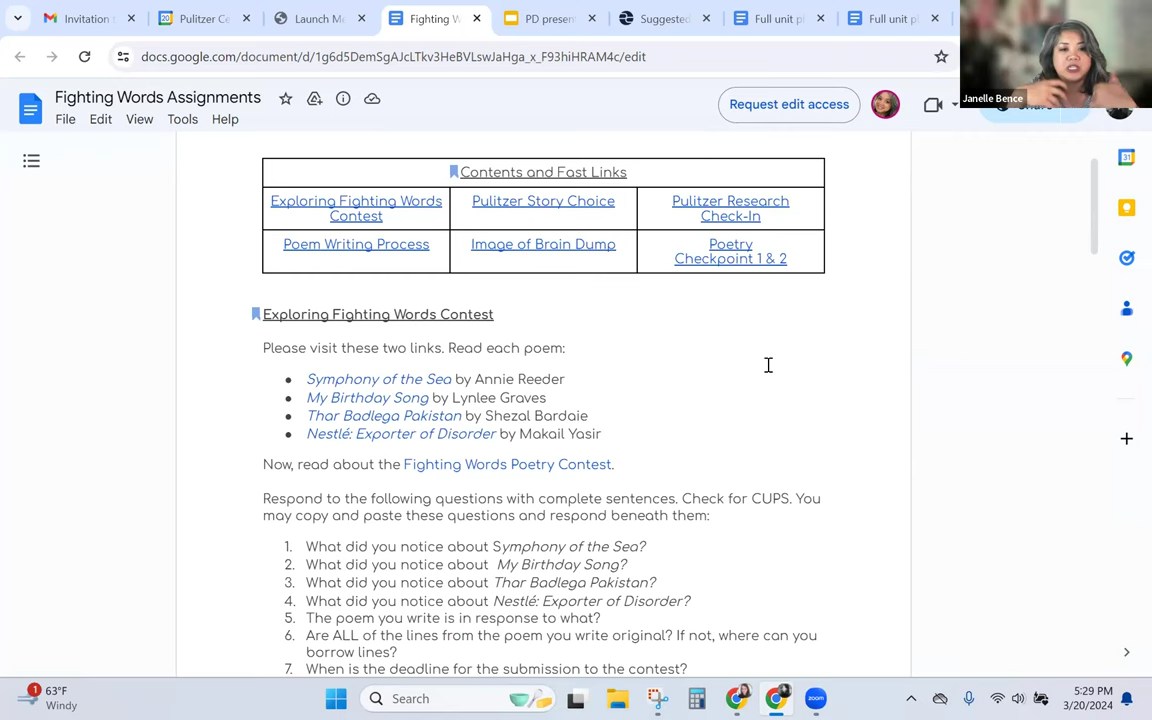 Invitation
Pulitzer Ce
Launch Me
Fighting W
PD presen
Suggested
Full unit pl
Full unit pl
docs.google.com/document/d/1g6d5DemSgAJcLTkv3HeBVLswJaHga_x_F93hiHRAM4c/edit
Janelle Bence
Fighting Words Assignments
File Edit View Tools Help
Request edit access
Contents and Fast Links
Exploring Fighting Words Contest
Pulitzer Story Choice
Pulitzer Research Check-In
Poem Writing Process
Image of Brain Dump
Poetry Checkpoint 1 & 2
Exploring Fighting Words Contest
Please visit these two links. Read each poem:
● Symphony of the Sea by Annie Reeder
● My Birthday Song by Lynlee Graves
● Thar Badlega Pakistan by Shezal Bardaie
● Nestlé: Exporter of Disorder by Makail Yasir
Now, read about the Fighting Words Poetry Contest.
Respond to the following questions with complete sentences. Check for CUPS. You
may copy and paste these questions and respond beneath them:
1. What did you notice about Symphony of the Sea?
2. What did you notice about My Birthday Song?
3. What did you notice about Thar Badlega Pakistan?
4. What did you notice about Nestlé: Exporter of Disorder?
5. The poem you write is in response to what?
6. Are ALL of the lines from the poem you write original? If not, where can you
borrow lines?
7. When is the deadline for the submission to the contest?
1
63°F
Windy
Search
zoom
5:29 PM
3/20/2024